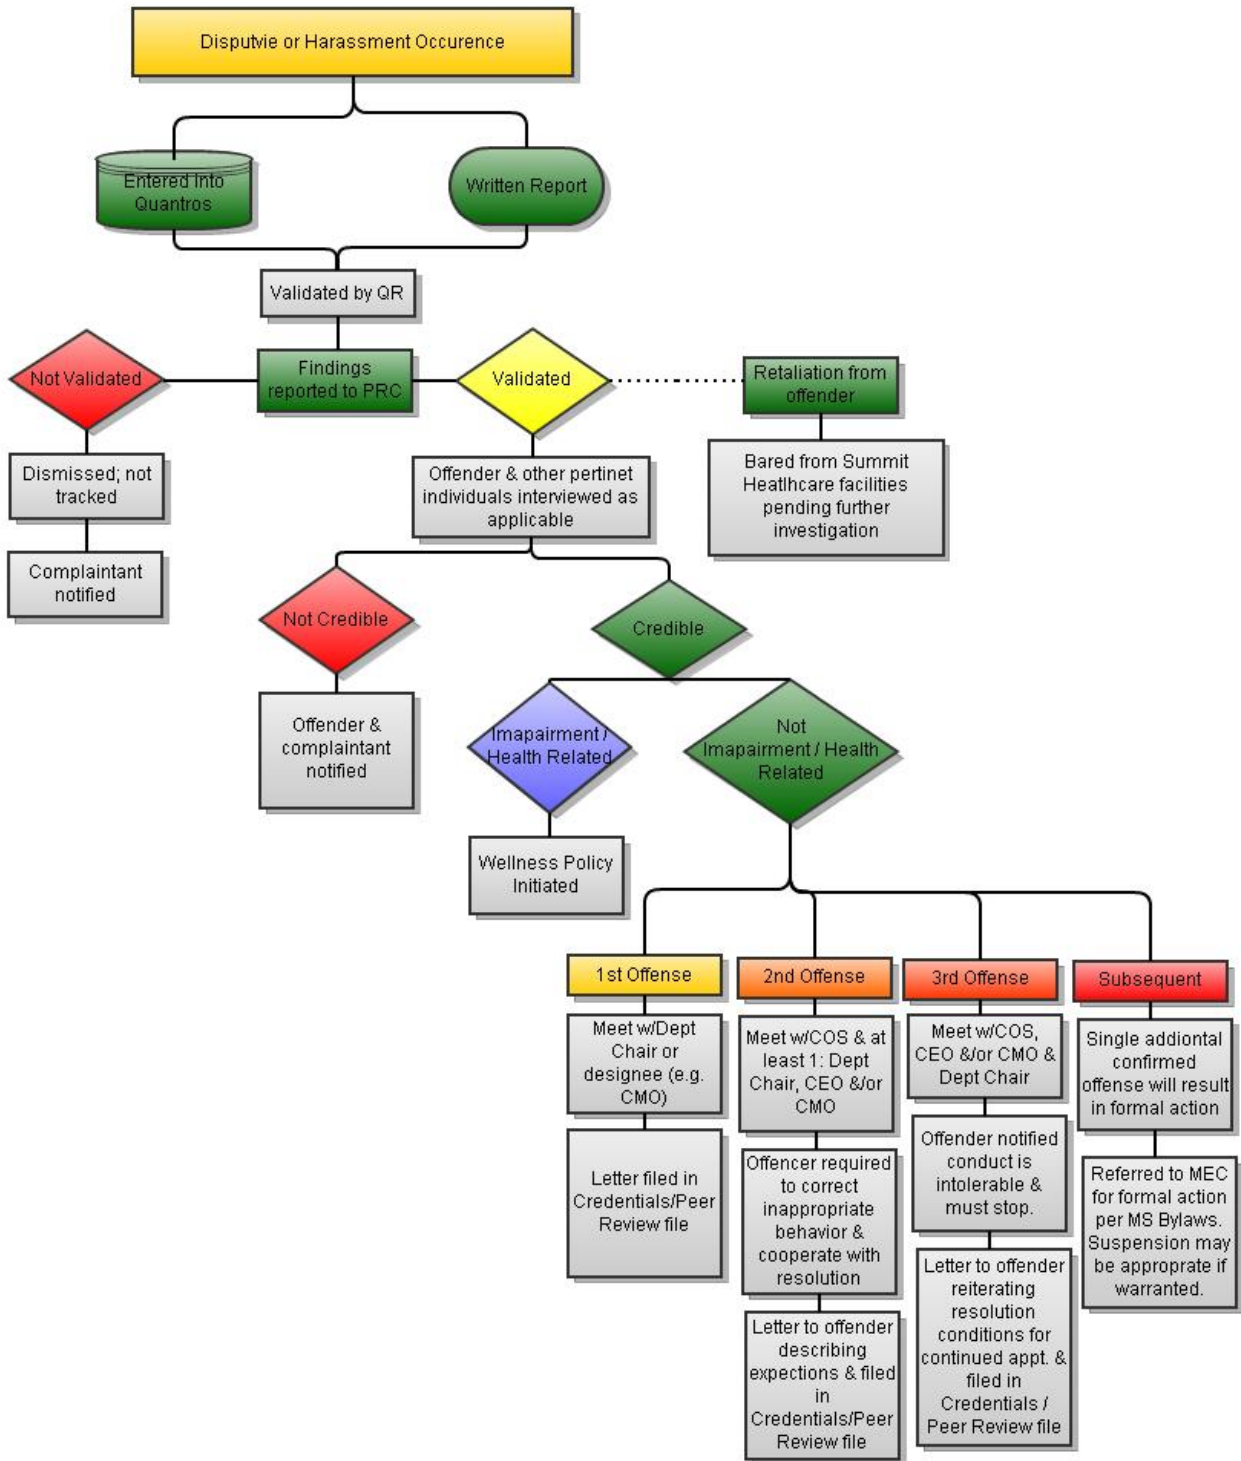 Disputvie or Harassment Occurence
Entered Into
Quantros
Written Report
Validated by QR
Not Validated
Findings
reported to PRC
Validated
Retaliation from
offender
Dismissed; not
tracked
Offender & other pertinet
individuals interviewed as
applicable
Bared from Summit
Heatlhcare facilities
pending further
investigation
Complaintant
notified
Not Credible
Credible
Offender &
complaintant
notified
Imapairment /
Health Related
Not
Imapairment / Health
Related
Wellness Policy
Initiated
1st Offense
2nd Offense
3rd Offense
Subsequent
Meet w/Dept
Chair or
designee (e.g.
CMO)
Meet w/COS & at
least 1: Dept
Chair, CEO &/or
CMO
Meet w/COS,
CEO &/or CMO &
Dept Chair
Single addiontal
confirmed
offense will result
in formal action
Letter filed in
Credentials/Peer
Review file
Offencer required
to correct
inappropriate
behavior &
cooperate with
resolution
Offender notified
conduct is
intolerable &
must stop.
Referred to MEC
for formal action
per MS Bylaws.
Suspension may
be approprate if
warranted.
Letter to offender
describing
expections & filed
in
Credentials/Peer
Review file
Letter to offender
reiterating
resolution
conditions for
continued appt. &
filed in
Credentials /
Peer Review file